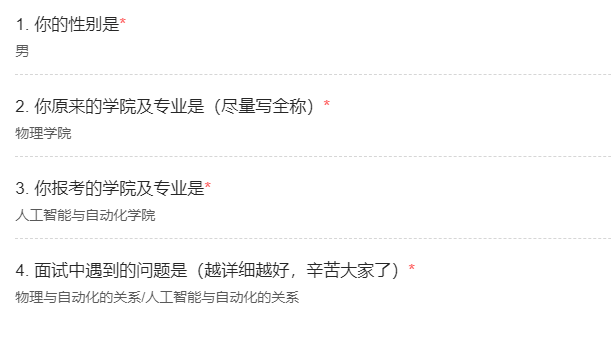 1. 你的性别是*
男
2. 你原来的学院及专业是（尽量写全称）*
物理学院
3. 你报考的学院及专业是*
人工智能与自动化学院
4. 面试中遇到的问题是（越详细越好，辛苦大家了）*
物理与自动化的关系/人工智能与自动化的关系